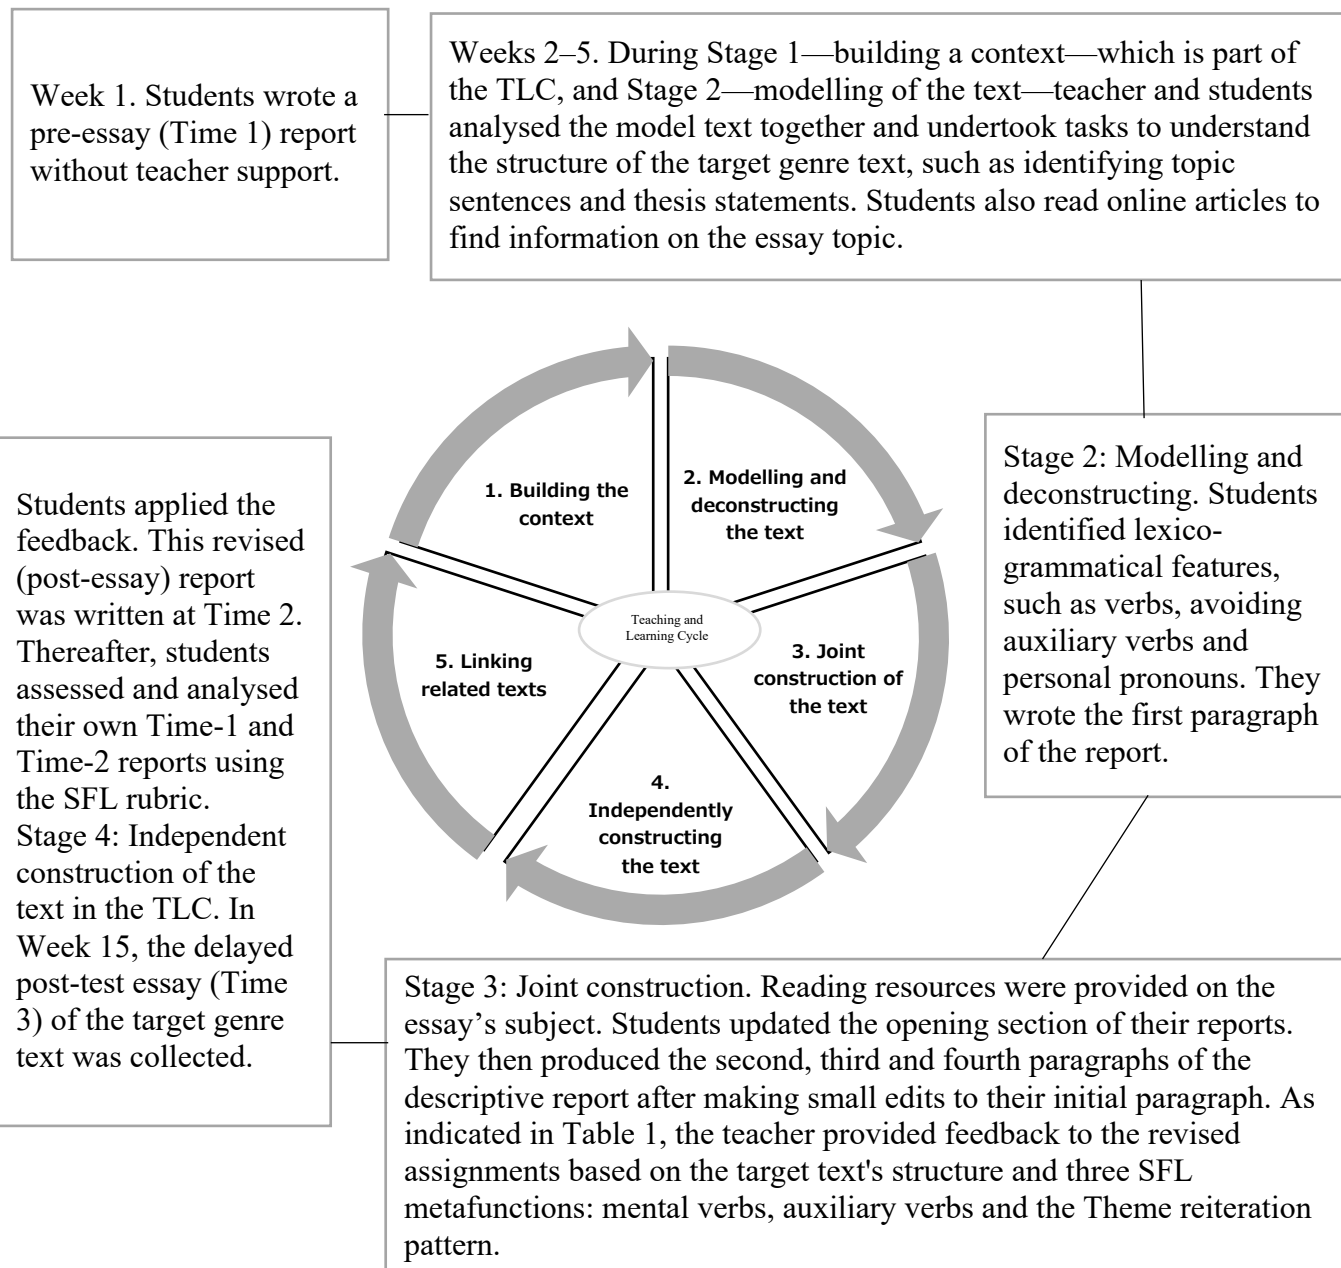 Week 1. Students wrote a
pre-essay (Time 1) report
without teacher support.
Weeks 2–5. During Stage 1—building a context—which is part of
the TLC, and Stage 2—modelling of the text—teacher and students
analysed the model text together and undertook tasks to understand
the structure of the target genre text, such as identifying topic
sentences and thesis statements. Students also read online articles to
find information on the essay topic.
1. Building the
context
2. Modelling and
deconstructing
the text
Teaching and
Learning Cycle
3. Joint
construction of
the text
4.
Independently
constructing
the text
5. Linking
related texts
Stage 2: Modelling and
deconstructing. Students
identified lexico-
grammatical features,
such as verbs, avoiding
auxiliary verbs and
personal pronouns. They
wrote the first paragraph
of the report.
Stage 3: Joint construction. Reading resources were provided on the
essay’s subject. Students updated the opening section of their reports.
They then produced the second, third and fourth paragraphs of the
descriptive report after making small edits to their initial paragraph. As
indicated in Table 1, the teacher provided feedback to the revised
assignments based on the target text's structure and three SFL
metafunctions: mental verbs, auxiliary verbs and the Theme reiteration
pattern.
Students applied the
feedback. This revised
(post-essay) report
was written at Time 2.
Thereafter, students
assessed and analysed
their own Time-1 and
Time-2 reports using
the SFL rubric.
Stage 4: Independent
construction of the
text in the TLC. In
Week 15, the delayed
post-test essay (Time
3) of the target genre
text was collected.